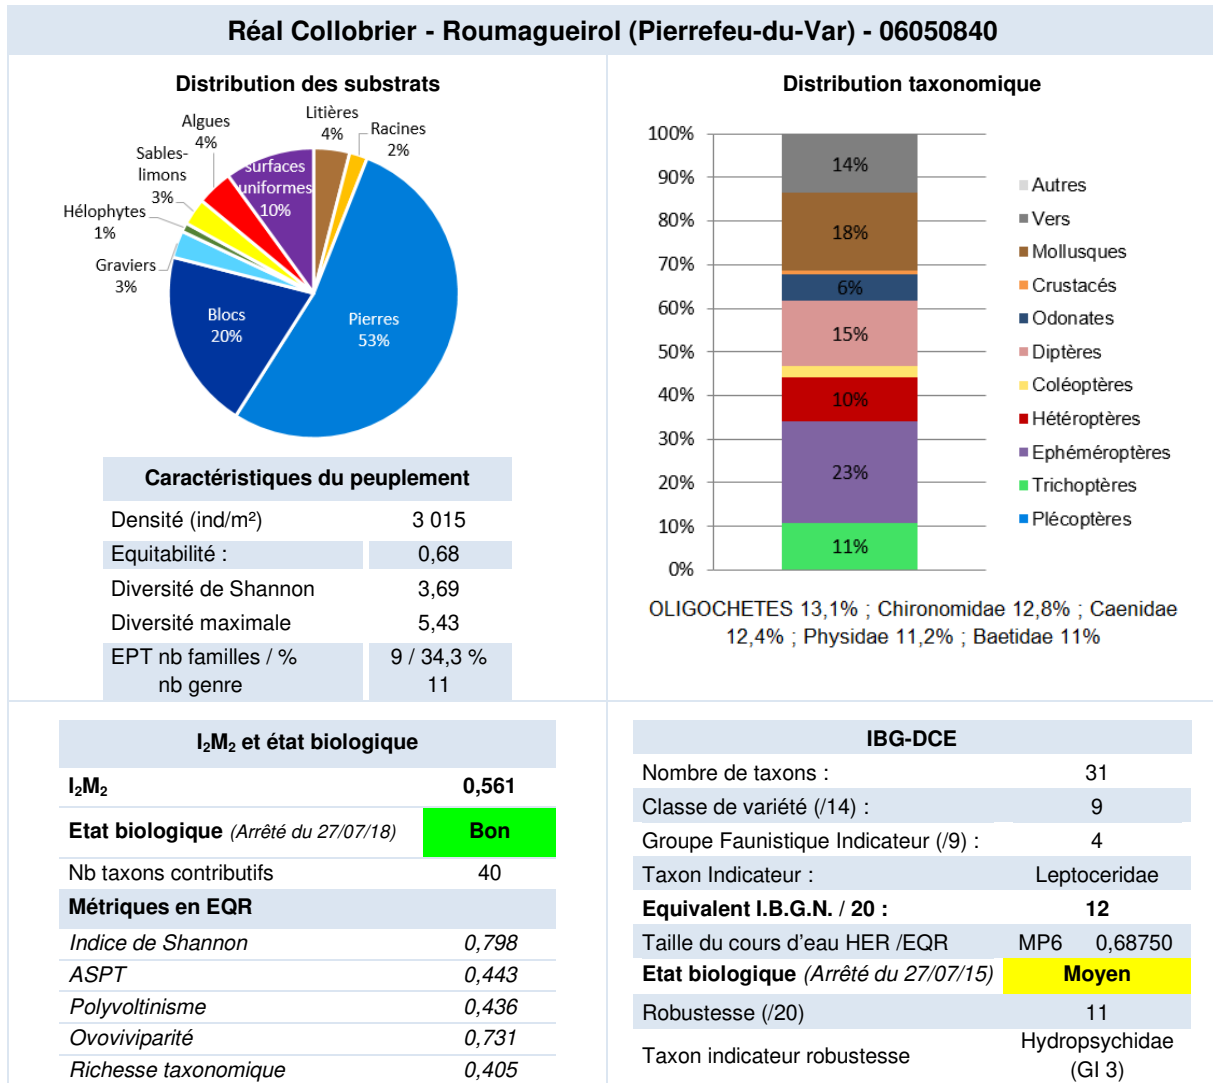 Réal Collobrier - Roumagueirol (Pierrefeu-du-Var) - 06050840
Distribution des substrats
Litières
4%
Racines
2%
Algues
4%
Sables-
limons
3%
Hélophytes
1%
Graviers
3%
surfaces
uniformes
10%
Blocs
20%
Pierres
53%
Caractéristiques du peuplement
Densité (ind/m²) 3 015
Equitabilité : 0,68
Diversité de Shannon 3,69
Diversité maximale 5,43
EPT nb familles / % 9 / 34,3 %
nb genre 11
Distribution taxonomique
100%
90%
80%
70%
60%
50%
40%
30%
20%
10%
0%
14%
18%
6%
15%
10%
23%
11%
Autres
Vers
Mollusques
Crustacés
Odonates
Diptères
Coléoptères
Hétéroptères
Ephéméroptères
Trichoptères
Plécoptères
OLIGOCHETES 13,1% ; Chironomidae 12,8% ; Caenidae
12,4% ; Physidae 11,2% ; Baetidae 11%
I₂M₂ et état biologique
I₂M₂ 0,561
Etat biologique (Arrêté du 27/07/18) Bon
Nb taxons contributifs 40
Métriques en EQR
Indice de Shannon 0,798
ASPT 0,443
Polyvoltinisme 0,436
Ovoviviparité 0,731
Richesse taxonomique 0,405
IBG-DCE
Nombre de taxons : 31
Classe de variété (/14) : 9
Groupe Faunistique Indicateur (/9) : 4
Taxon Indicateur : Leptoceridae
Equivalent I.B.G.N. / 20 : 12
Taille du cours d'eau HER /EQR MP6 0,68750
Etat biologique (Arrêté du 27/07/15) Moyen
Robustesse (/20) 11
Taxon indicateur robustesse Hydropsychidae
(GI 3)